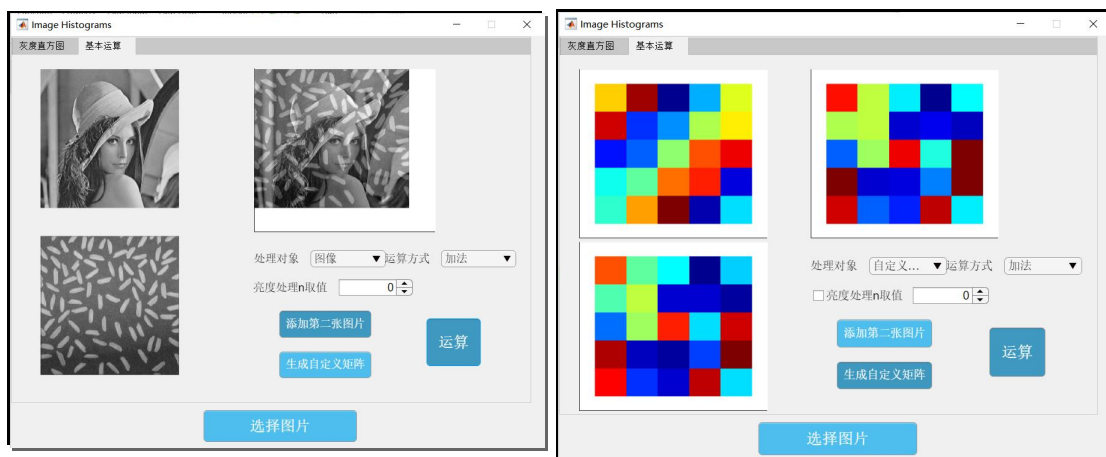 Image Histograms
灰度直方图 基本运算
处理对象 图像 运算方式 加法
亮度处理n取值 0
添加第二张图片
运算
生成自定义矩阵
选择图片
Image Histograms
灰度直方图 基本运算
处理对象 自定义... 运算方式 加法
亮度处理n取值 0
添加第二张图片
运算
生成自定义矩阵
选择图片